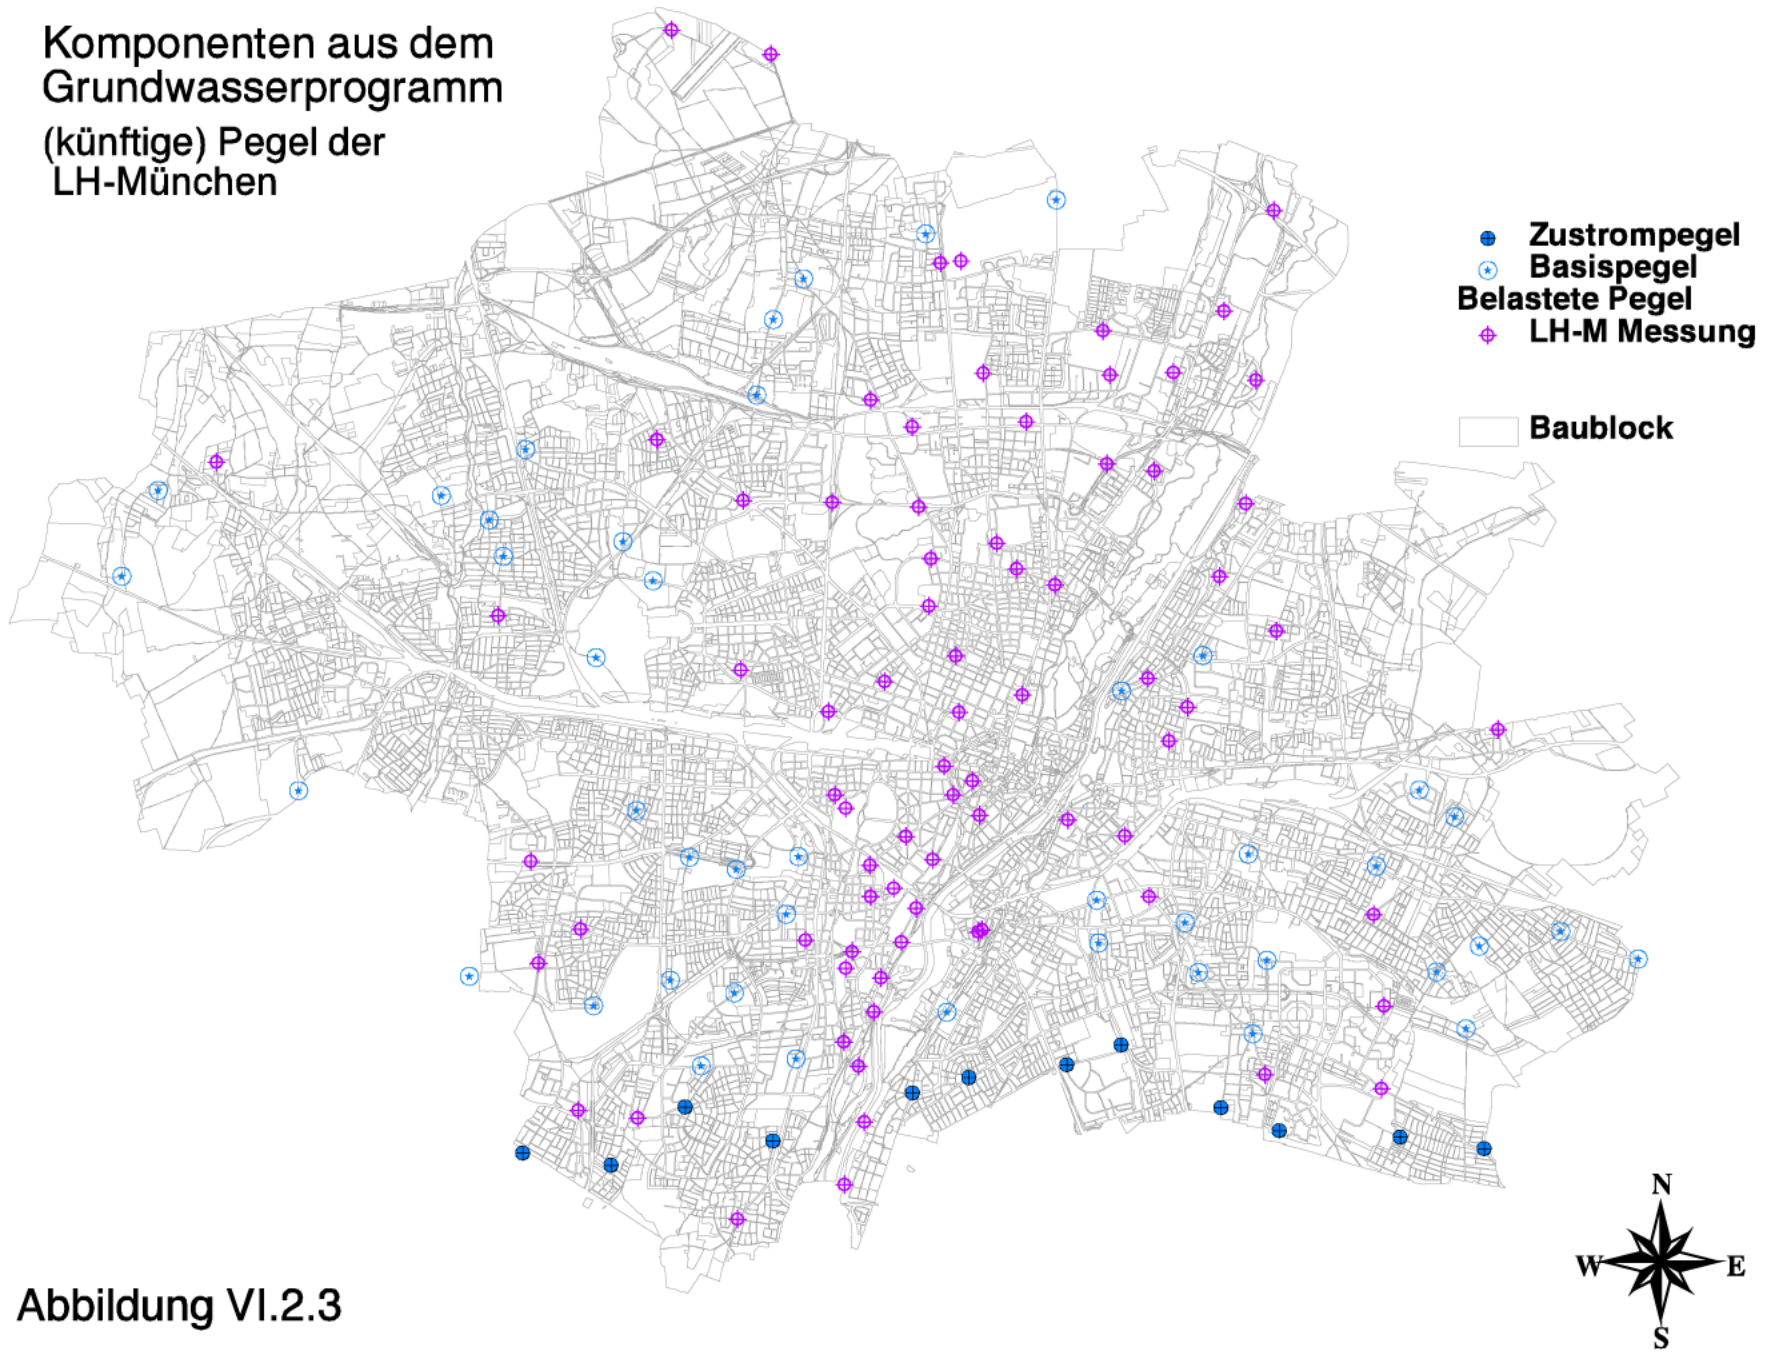 Komponenten aus dem
Grundwasserprogramm
(künftige) Pegel der
LH-München
Zustrompegel
Basispegel
Belastete Pegel
LH-M Messung
Baublock
N
W
E
S
Abbildung VI.2.3